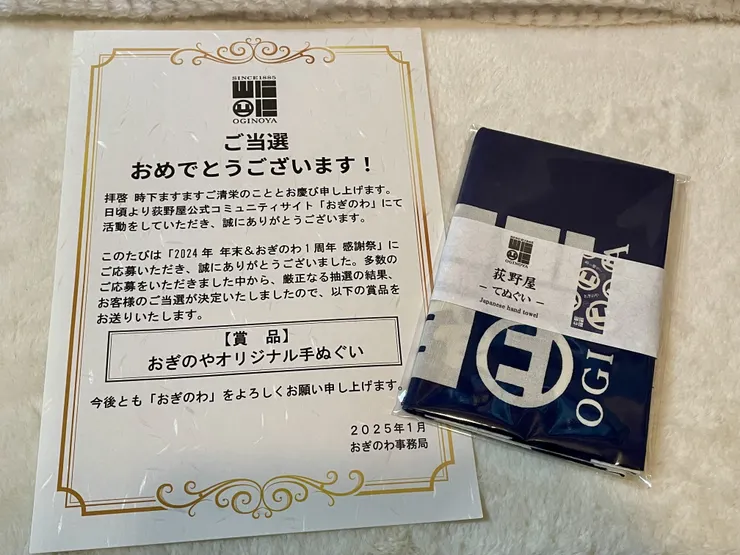 SINCE1885
OGINOYA
ご当選
おめでとうございます！
拝啓 時下ますますご清栄のこととお慶び申し上げます。
日頃より荻野屋公式コミュニティサイト「おぎのわ」にて
活動をしていただき、誠にありがとうございます。
このたびは「2024年 年末＆おぎのわ1周年 感謝祭」に
ご応募いただき、誠にありがとうございました。多数の
ご応募をいただきました中から、厳正なる抽選の結果、
お客様のご当選が決定いたしましたので、以下の賞品を
お送りいたします。
【賞 品】
おぎのやオリジナル手ぬぐい
今後とも「おぎのわ」をよろしくお願い申し上げます。
2025年1月
おぎのわ事務局
OGINOYA
荻野屋
－てぬぐい－
Japanese hand towel
OGI
A